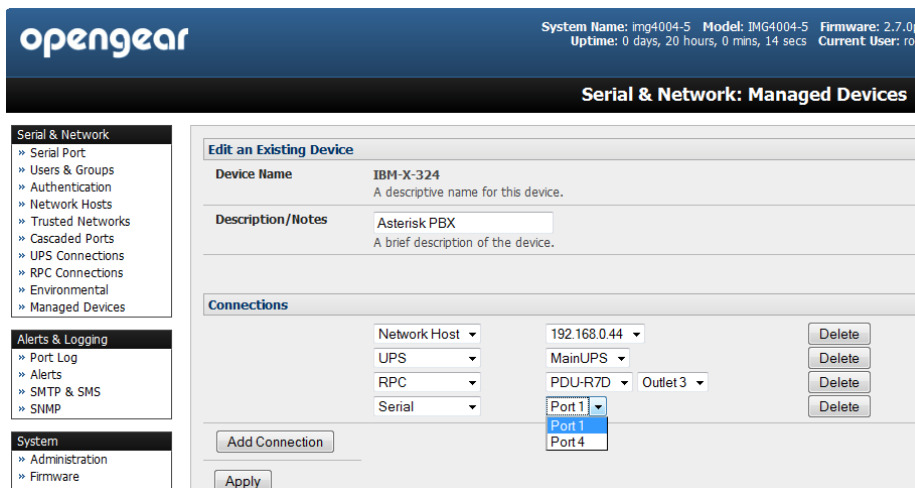 opengear
System Name: img4004-5 Model: IMG4004-5 Firmware: 2.7.0
Uptime: 0 days, 20 hours, 0 mins, 14 secs Current User: ro
Serial & Network: Managed Devices
Serial & Network
» Serial Port
» Users & Groups
» Authentication
» Network Hosts
» Trusted Networks
» Cascaded Ports
» UPS Connections
» RPC Connections
» Environmental
» Managed Devices
Alerts & Logging
» Port Log
» Alerts
» SMTP & SMS
» SNMP
System
» Administration
» Firmware
Edit an Existing Device
Device Name IBM-X-324
A descriptive name for this device.
Description/Notes Asterisk PBX
A brief description of the device.
Connections
Network Host 192.168.0.44 Delete
UPS MainUPS Delete
RPC PDU-R7D Outlet 3 Delete
Serial Port 1 Delete
Port 1
Port 4
Add Connection
Apply